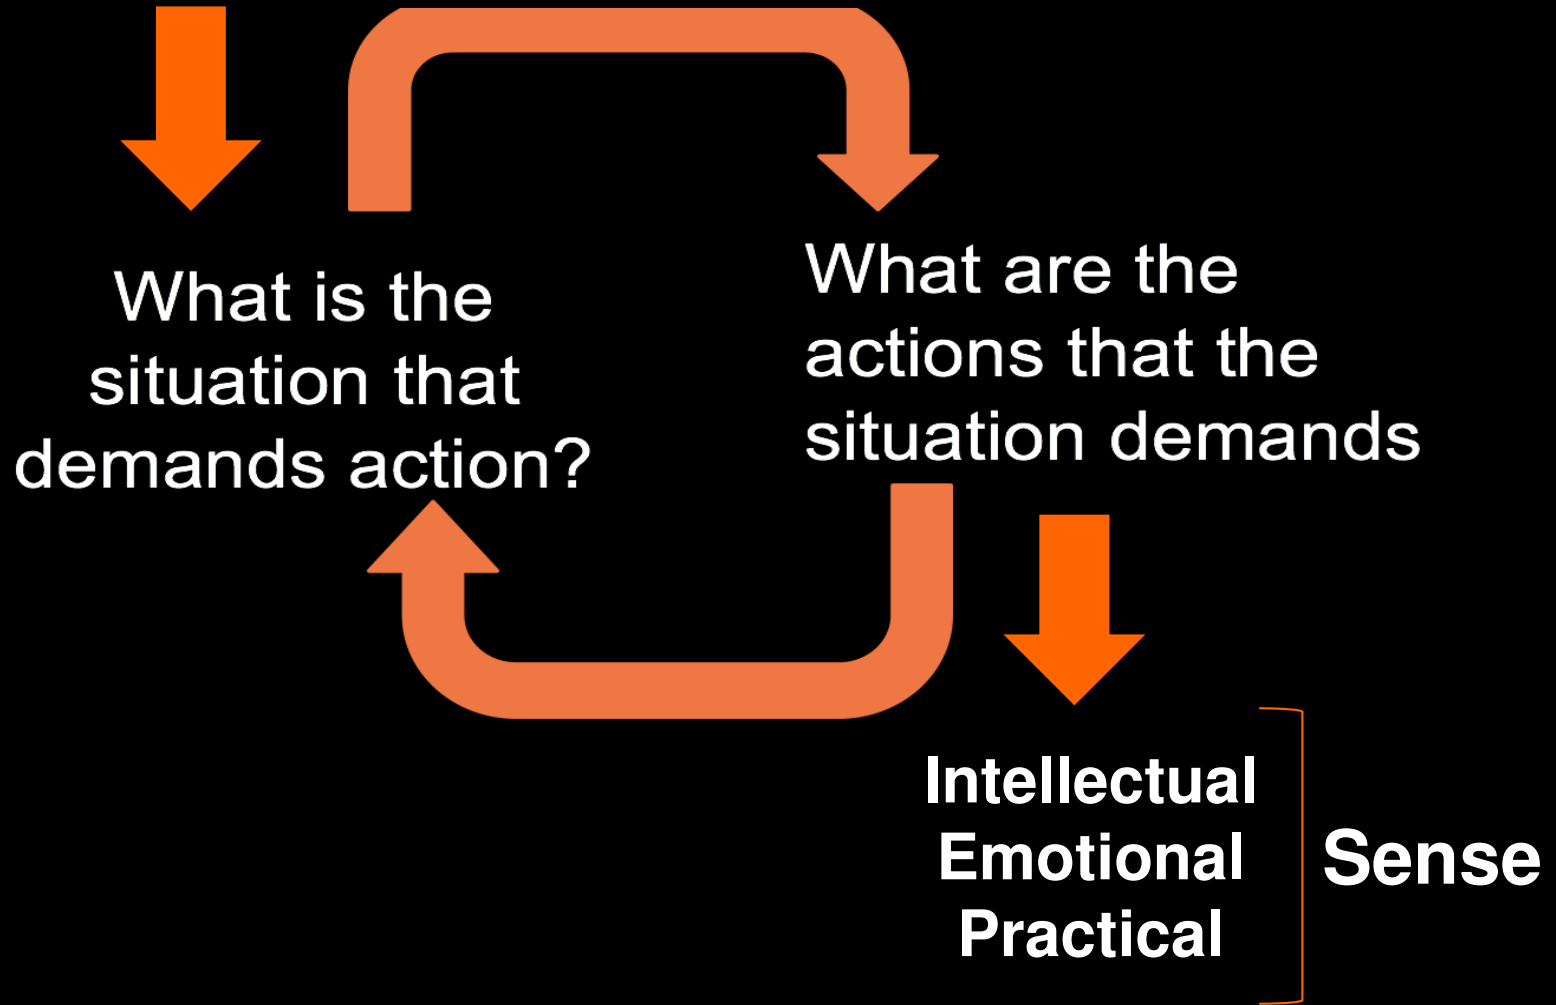 What is the
situation that
demands action?
What are the
actions that the
situation demands
Intellectual
Emotional
Practical
Sense